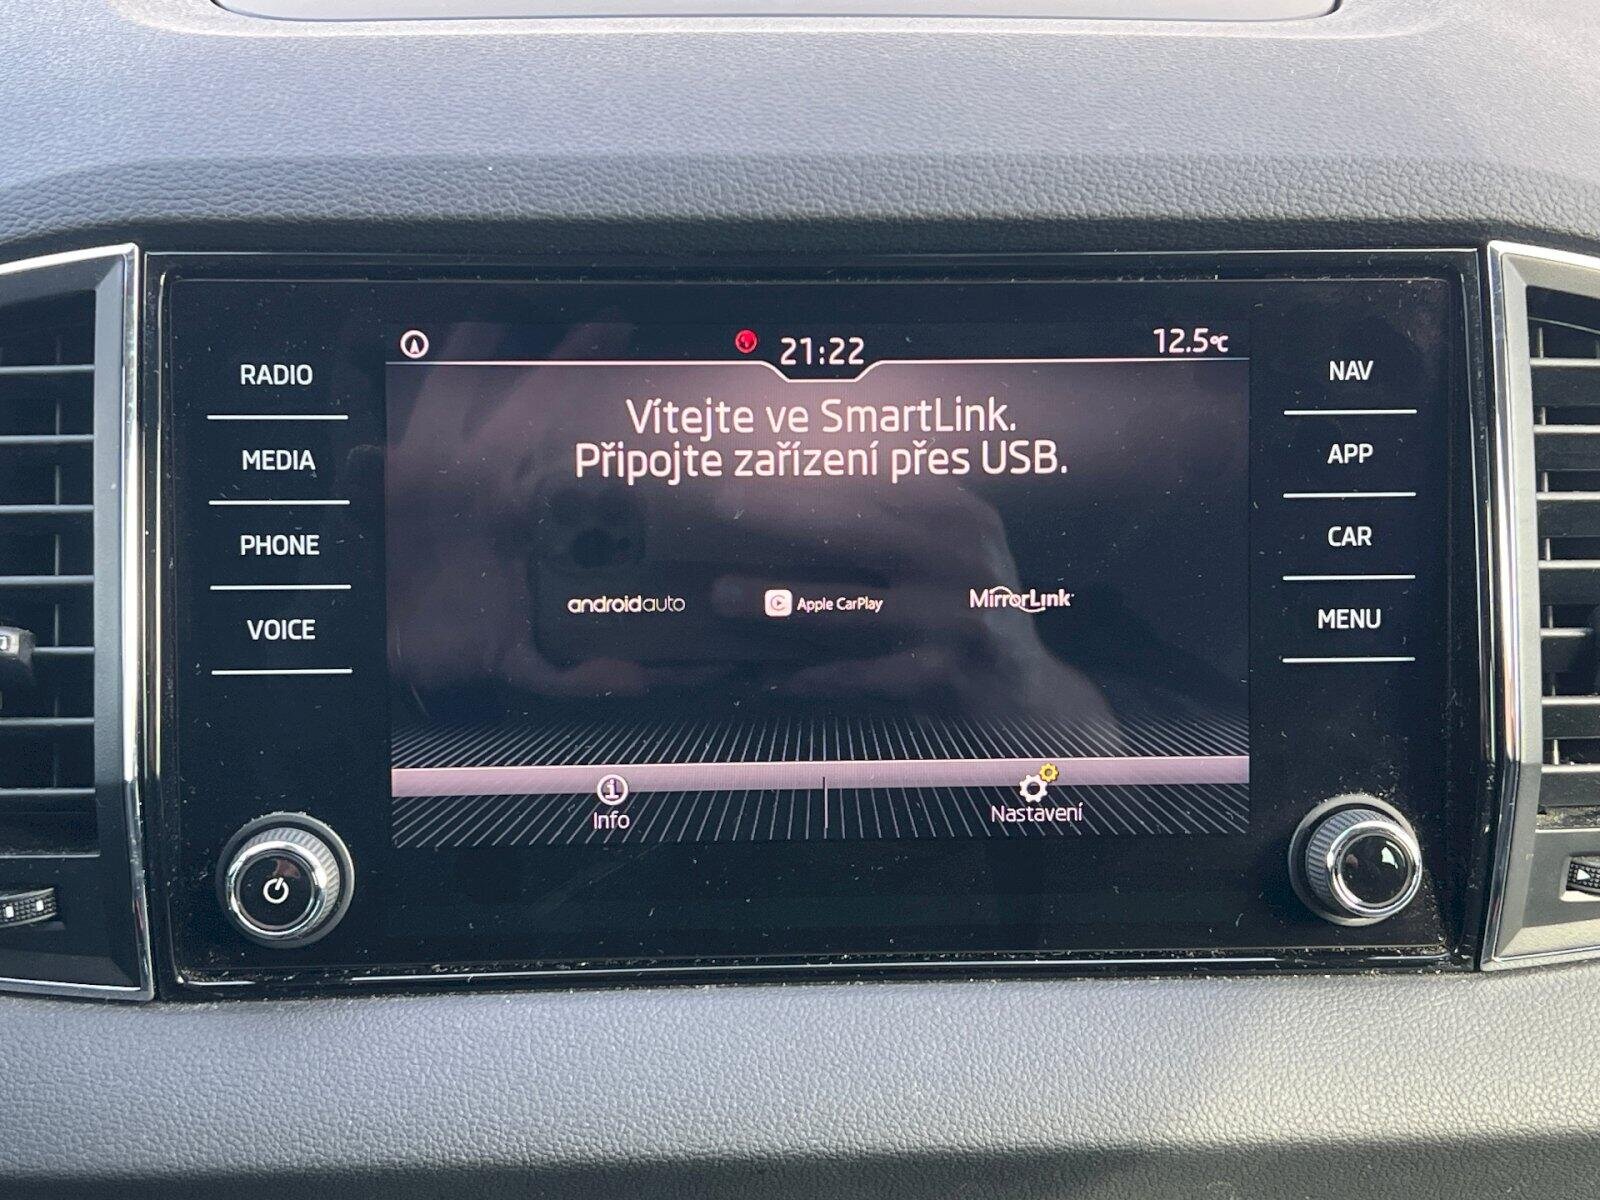 21:22
12.5°C
RADIO
MEDIA
PHONE
VOICE
Vítejte ve SmartLink.
Připojte zařízení přes USB.
androidauto
Apple CarPlay
MirrorLink
Info
Nastavení
NAV
APP
CAR
MENU